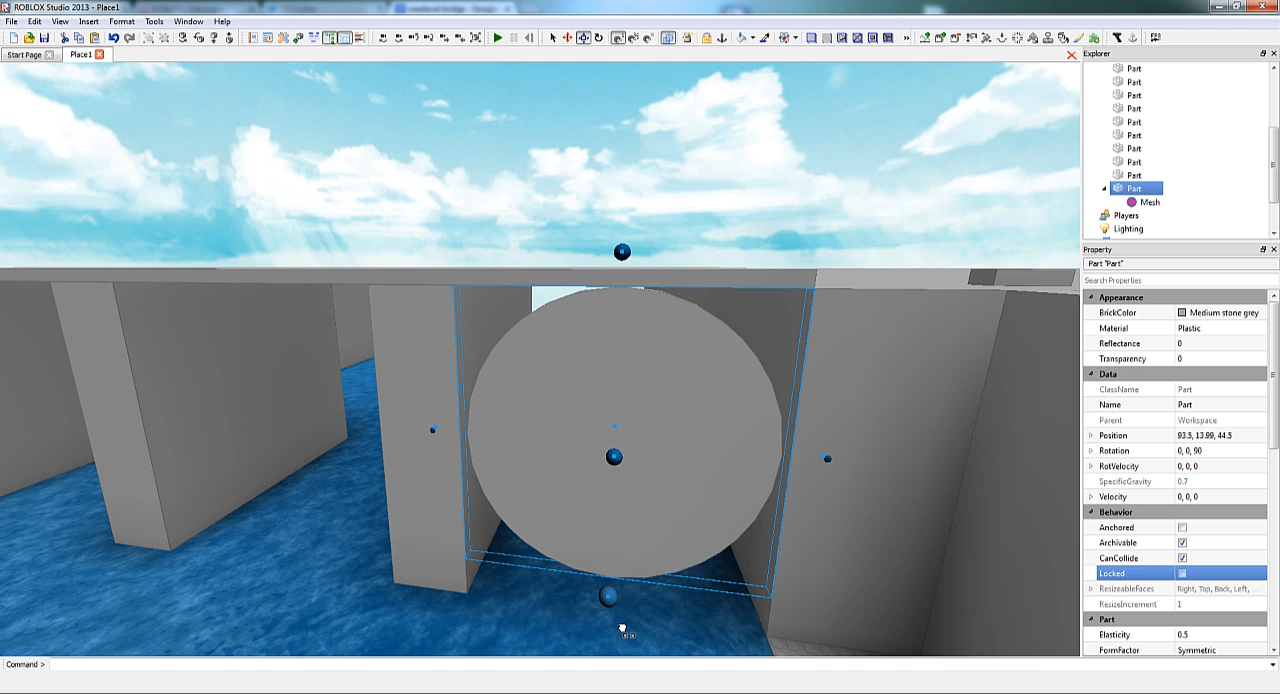 ROBLOX Studio 2013 - Place1
File Edit View Insert Format Tools Window Help
Start Page
Place1
Explorer
Part
Part
Part
Part
Part
Part
Part
Part
Part
Part
Mesh
Players
Lighting
Property
Part "Part"
Search Properties
Appearance
BrickColor Medium stone grey
Material Plastic
Reflectance 0
Transparency 0
Data
ClassName Part
Name Part
Parent Workspace
Position 93.5, 13.99, 44.5
Rotation 0, 0, 90
RotVelocity 0, 0, 0
SpecificGravity 0.7
Velocity 0, 0, 0
Behavior
Anchored
Archivable
CanCollide
Locked
ResizeableFaces Right, Top, Back, Left, ...
ResizeIncrement 1
Part
Elasticity 0.5
FormFactor Symmetric
Command >